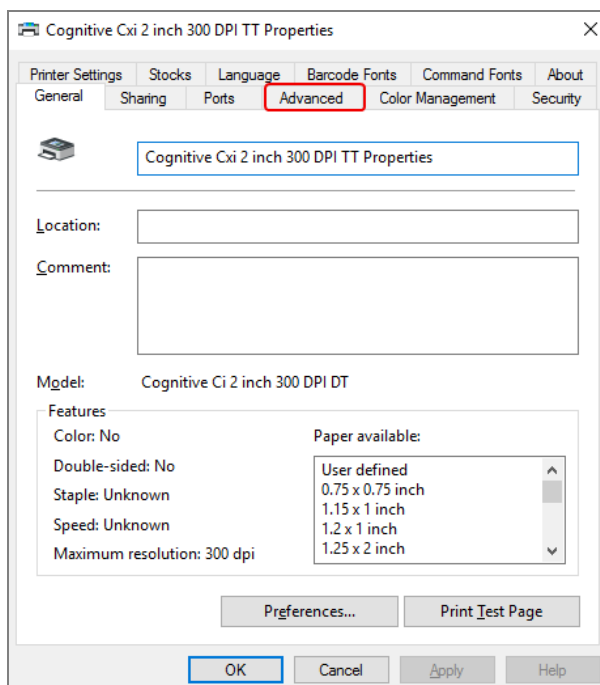 Cognitive Cxi 2 inch 300 DPI TT Properties
Printer Settings Stocks Language Barcode Fonts Command Fonts About
General Sharing Ports Advanced Color Management Security
Cognitive Cxi 2 inch 300 DPI TT Properties
Location:
Comment:
Model: Cognitive Ci 2 inch 300 DPI DT
Features
Color: No
Double-sided: No
Staple: Unknown
Speed: Unknown
Maximum resolution: 300 dpi
Paper available:
User defined
0.75 x 0.75 inch
1.15 x 1 inch
1.2 x 1 inch
1.25 x 2 inch
Preferences... Print Test Page
OK Cancel Apply Help